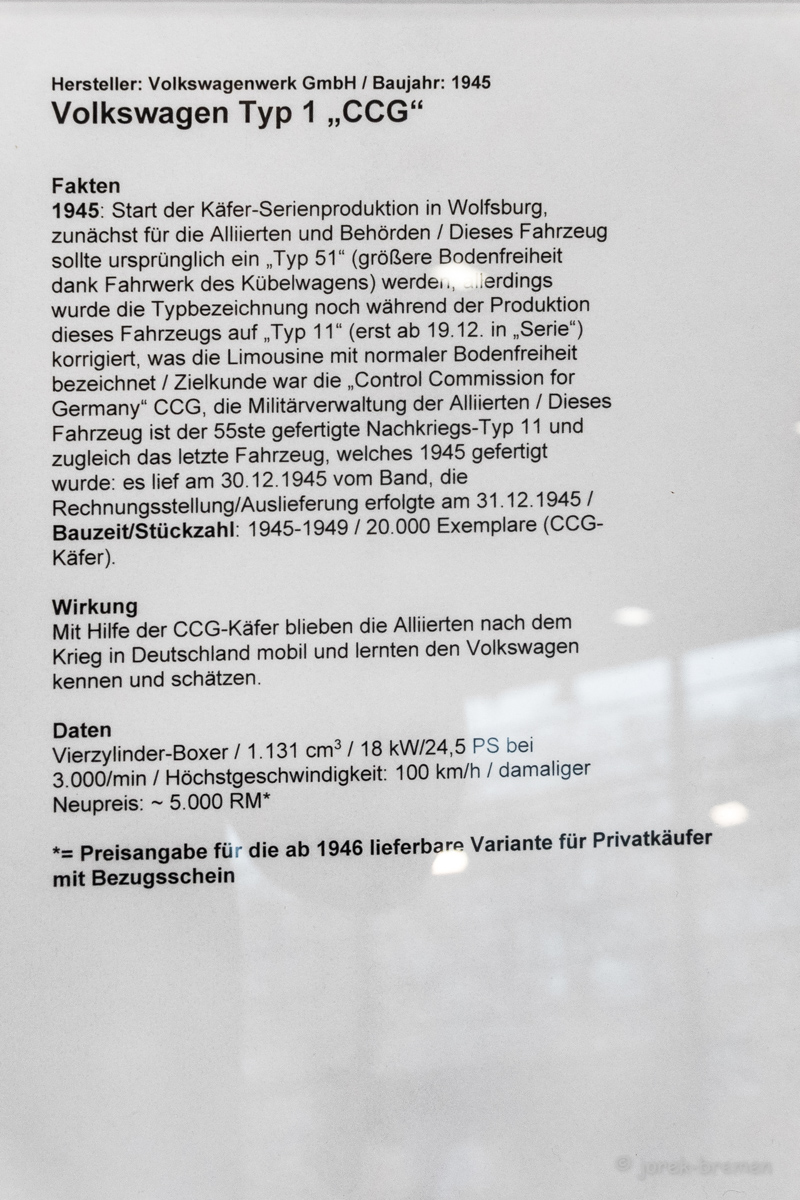 Hersteller: Volkswagenwerk GmbH / Baujahr: 1945
Volkswagen Typ 1 „CCG“
Fakten
1945: Start der Käfer-Serienproduktion in Wolfsburg,
zunächst für die Alliierten und Behörden / Dieses Fahrzeug
sollte ursprünglich ein „Typ 51“ (größere Bodenfreiheit
dank Fahrwerk des Kübelwagens) werden, allerdings
wurde die Typbezeichnung noch während der Produktion
dieses Fahrzeugs auf „Typ 11“ (erst ab 19.12. in „Serie“)
korrigiert, was die Limousine mit normaler Bodenfreiheit
bezeichnet / Zielkunde war die „Control Commission for
Germany“ CCG, die Militärverwaltung der Alliierten / Dieses
Fahrzeug ist der 55ste gefertigte Nachkriegs-Typ 11 und
zugleich das letzte Fahrzeug, welches 1945 gefertigt
wurde: es lief am 30.12.1945 vom Band, die
Rechnungsstellung/Auslieferung erfolgte am 31.12.1945 /
Bauzeit/Stückzahl: 1945-1949 / 20.000 Exemplare (CCG-
Käfer).
Wirkung
Mit Hilfe der CCG-Käfer blieben die Alliierten nach dem
Krieg in Deutschland mobil und lernten den Volkswagen
kennen und schätzen.
Daten
Vierzylinder-Boxer / 1.131 cm³ / 18 kW/24,5 PS bei
3.000/min / Höchstgeschwindigkeit: 100 km/h / damaliger
Neupreis: ~ 5.000 RM*
*= Preisangabe für die ab 1946 lieferbare Variante für Privatkäufer
mit Bezugsschein
© jorek-bremen